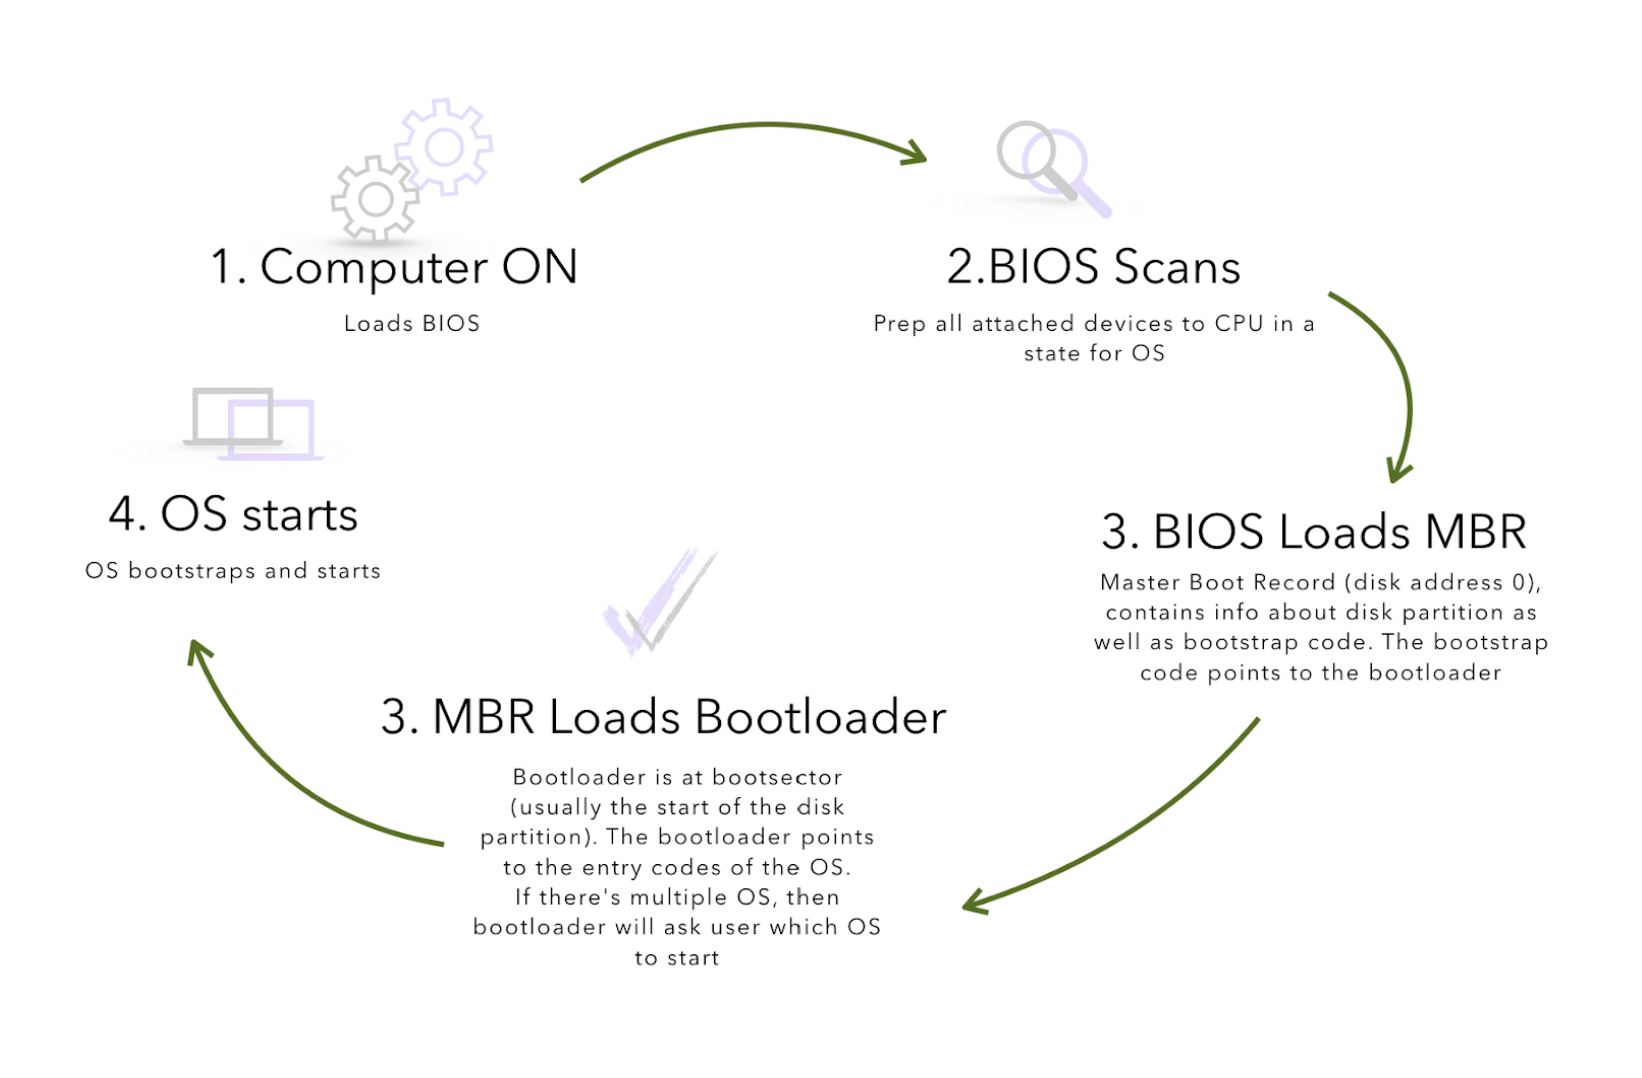 1. Computer ON
Loads BIOS
2.BIOS Scans
Prep all attached devices to CPU in a
state for OS
3. BIOS Loads MBR
Master Boot Record (disk address 0),
contains info about disk partition as
well as bootstrap code. The bootstrap
code points to the bootloader
3. MBR Loads Bootloader
Bootloader is at bootsector
(usually the start of the disk
partition). The bootloader points
to the entry codes of the OS.
If there's multiple OS, then
bootloader will ask user which OS
to start
4. OS starts
OS bootstraps and starts